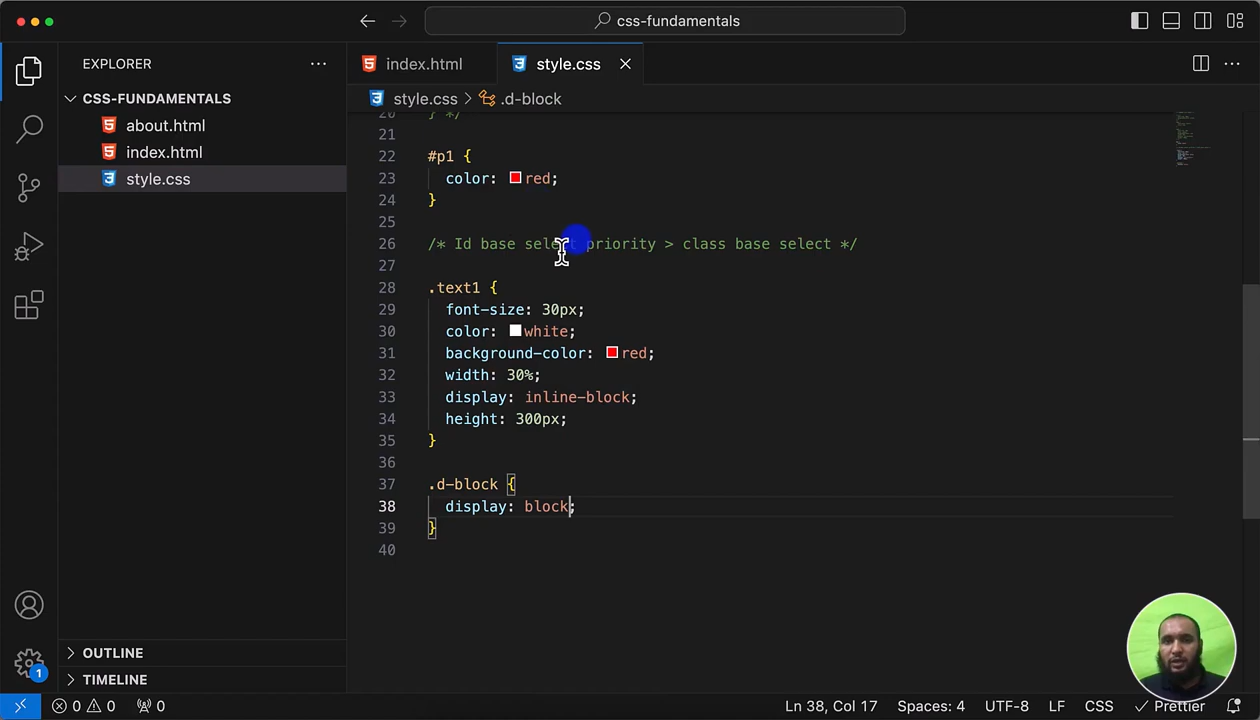 css-fundamentals
EXPLORER
CSS-FUNDAMENTALS
about.html
index.html
style.css
OUTLINE
TIMELINE
index.html
style.css
style.css > .d-block
20 } */
21
22 #p1 {
23 color: red;
24 }
25
26 /* Id base select priority > class base select */
27
28 .text1 {
29 font-size: 30px;
30 color: white;
31 background-color: red;
32 width: 30%;
33 display: inline-block;
34 height: 300px;
35 }
36
37 .d-block {
38 display: block;
39 }
40
1
0 0 0 Ln 38, Col 17 Spaces: 4 UTF-8 LF CSS Prettier